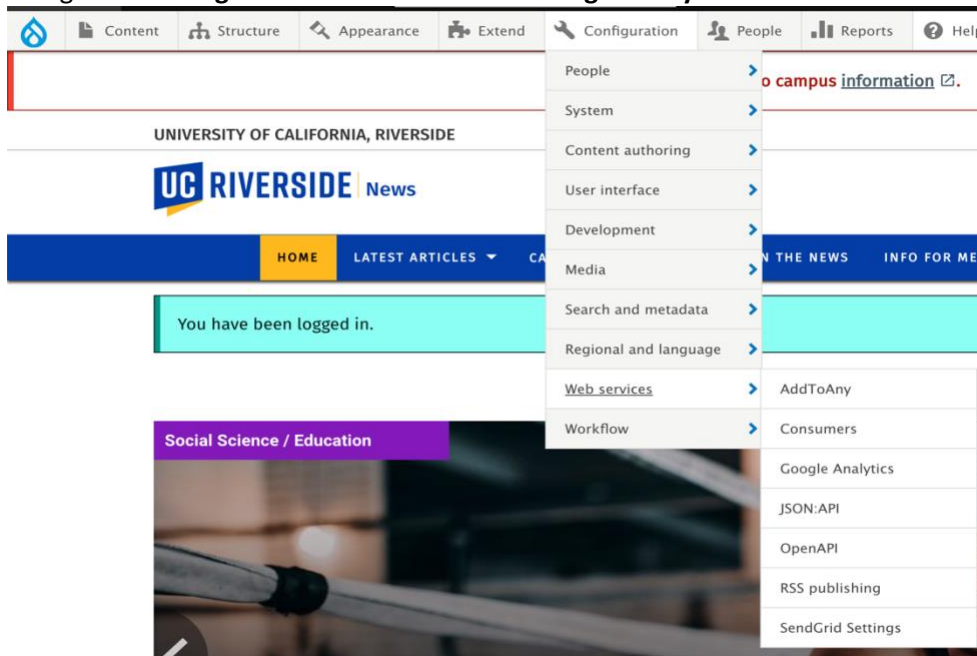 Content Structure Appearance Extend Configuration People Reports Help
People
o campus information
System
UNIVERSITY OF CALIFORNIA, RIVERSIDE
Content authoring
UC RIVERSIDE News
User interface
Development
HOME LATEST ARTICLES CA N THE NEWS INFO FOR ME
Media
You have been logged in.
Search and metadata
Regional and language
Web services
AddToAny
Social Science / Education
Workflow
Consumers
Google Analytics
JSON:API
OpenAPI
RSS publishing
SendGrid Settings